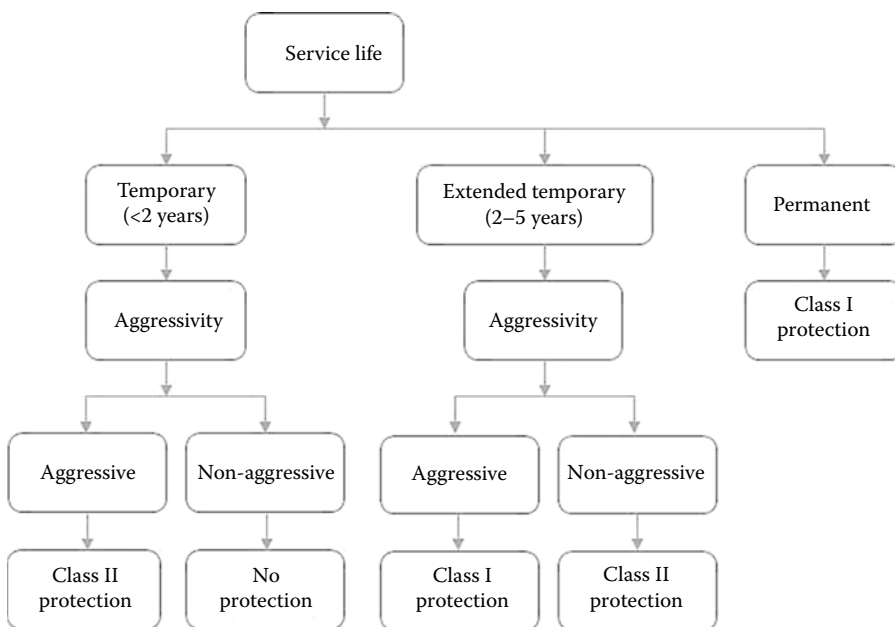 Service life
Temporary
(<2 years)
Extended temporary
(2–5 years)
Permanent
Aggressivity
Aggressivity
Class I
protection
Aggressive
Non-aggressive
Aggressive
Non-aggressive
Class II
protection
No
protection
Class I
protection
Class II
protection